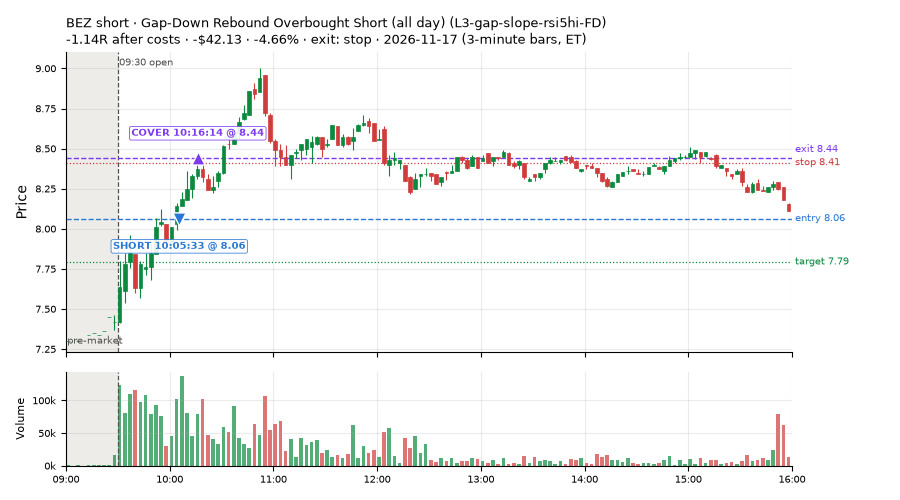 BEZ short · Gap-Down Rebound Overbought Short (all day) (L3-gap-slope-rsi5hi-FD)
-1.14R after costs · -$42.13 · -4.66% · exit: stop · 2026-11-17 (3-minute bars, ET)
09:30 open
9.00
8.75
COVER 10:16:14 @ 8.44
8.50
exit 8.44
stop 8.41
8.25
Price
entry 8.06
8.00
SHORT 10:05:33 @ 8.06
target 7.79
7.75
7.50
pre-market
7.25
Volume
100k
50k
0k
09:00 10:00 11:00 12:00 13:00 14:00 15:00 16:00